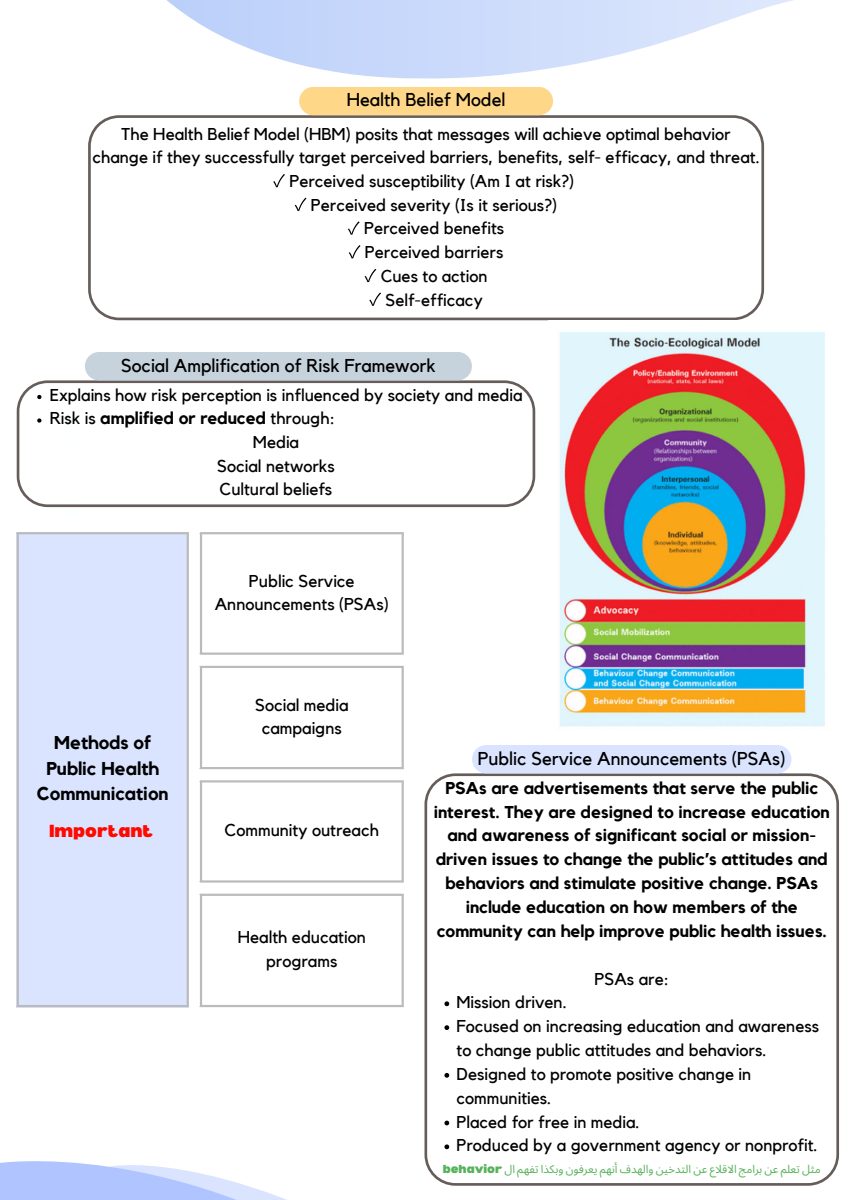 Health Belief Model
The Health Belief Model (HBM) posits that messages will achieve optimal behavior
change if they successfully target perceived barriers, benefits, self- efficacy, and threat.
✓ Perceived susceptibility (Am I at risk?)
✓ Perceived severity (Is it serious?)
✓ Perceived benefits
✓ Perceived barriers
✓ Cues to action
✓ Self-efficacy
Social Amplification of Risk Framework
• Explains how risk perception is influenced by society and media
• Risk is amplified or reduced through:
Media
Social networks
Cultural beliefs
The Socio-Ecological Model
Policy/Enabling Environment
(national, state, local laws)
Organizational
(organizations and social institutions)
Community
(Relationships between
organizations)
Interpersonal
(families, friends, social
networks)
Individual
(knowledge, attitudes,
behaviours)
Advocacy
Social Mobilization
Social Change Communication
Behaviour Change Communication
and Social Change Communication
Behaviour Change Communication
Methods of
Public Health
Communication
Important
Public Service
Announcements (PSAs)
Social media
campaigns
Community outreach
Health education
programs
Public Service Announcements (PSAs)
PSAs are advertisements that serve the public
interest. They are designed to increase education
and awareness of significant social or mission-
driven issues to change the public's attitudes and
behaviors and stimulate positive change. PSAs
include education on how members of the
community can help improve public health issues.
PSAs are:
• Mission driven.
• Focused on increasing education and awareness
to change public attitudes and behaviors.
• Designed to promote positive change in
communities.
• Placed for free in media.
• Produced by a government agency or nonprofit.
مثل تعلم عن برامج الاقلاع عن التدخين والهدف أنهم يعرفون وبكذا تفهم ال behavior